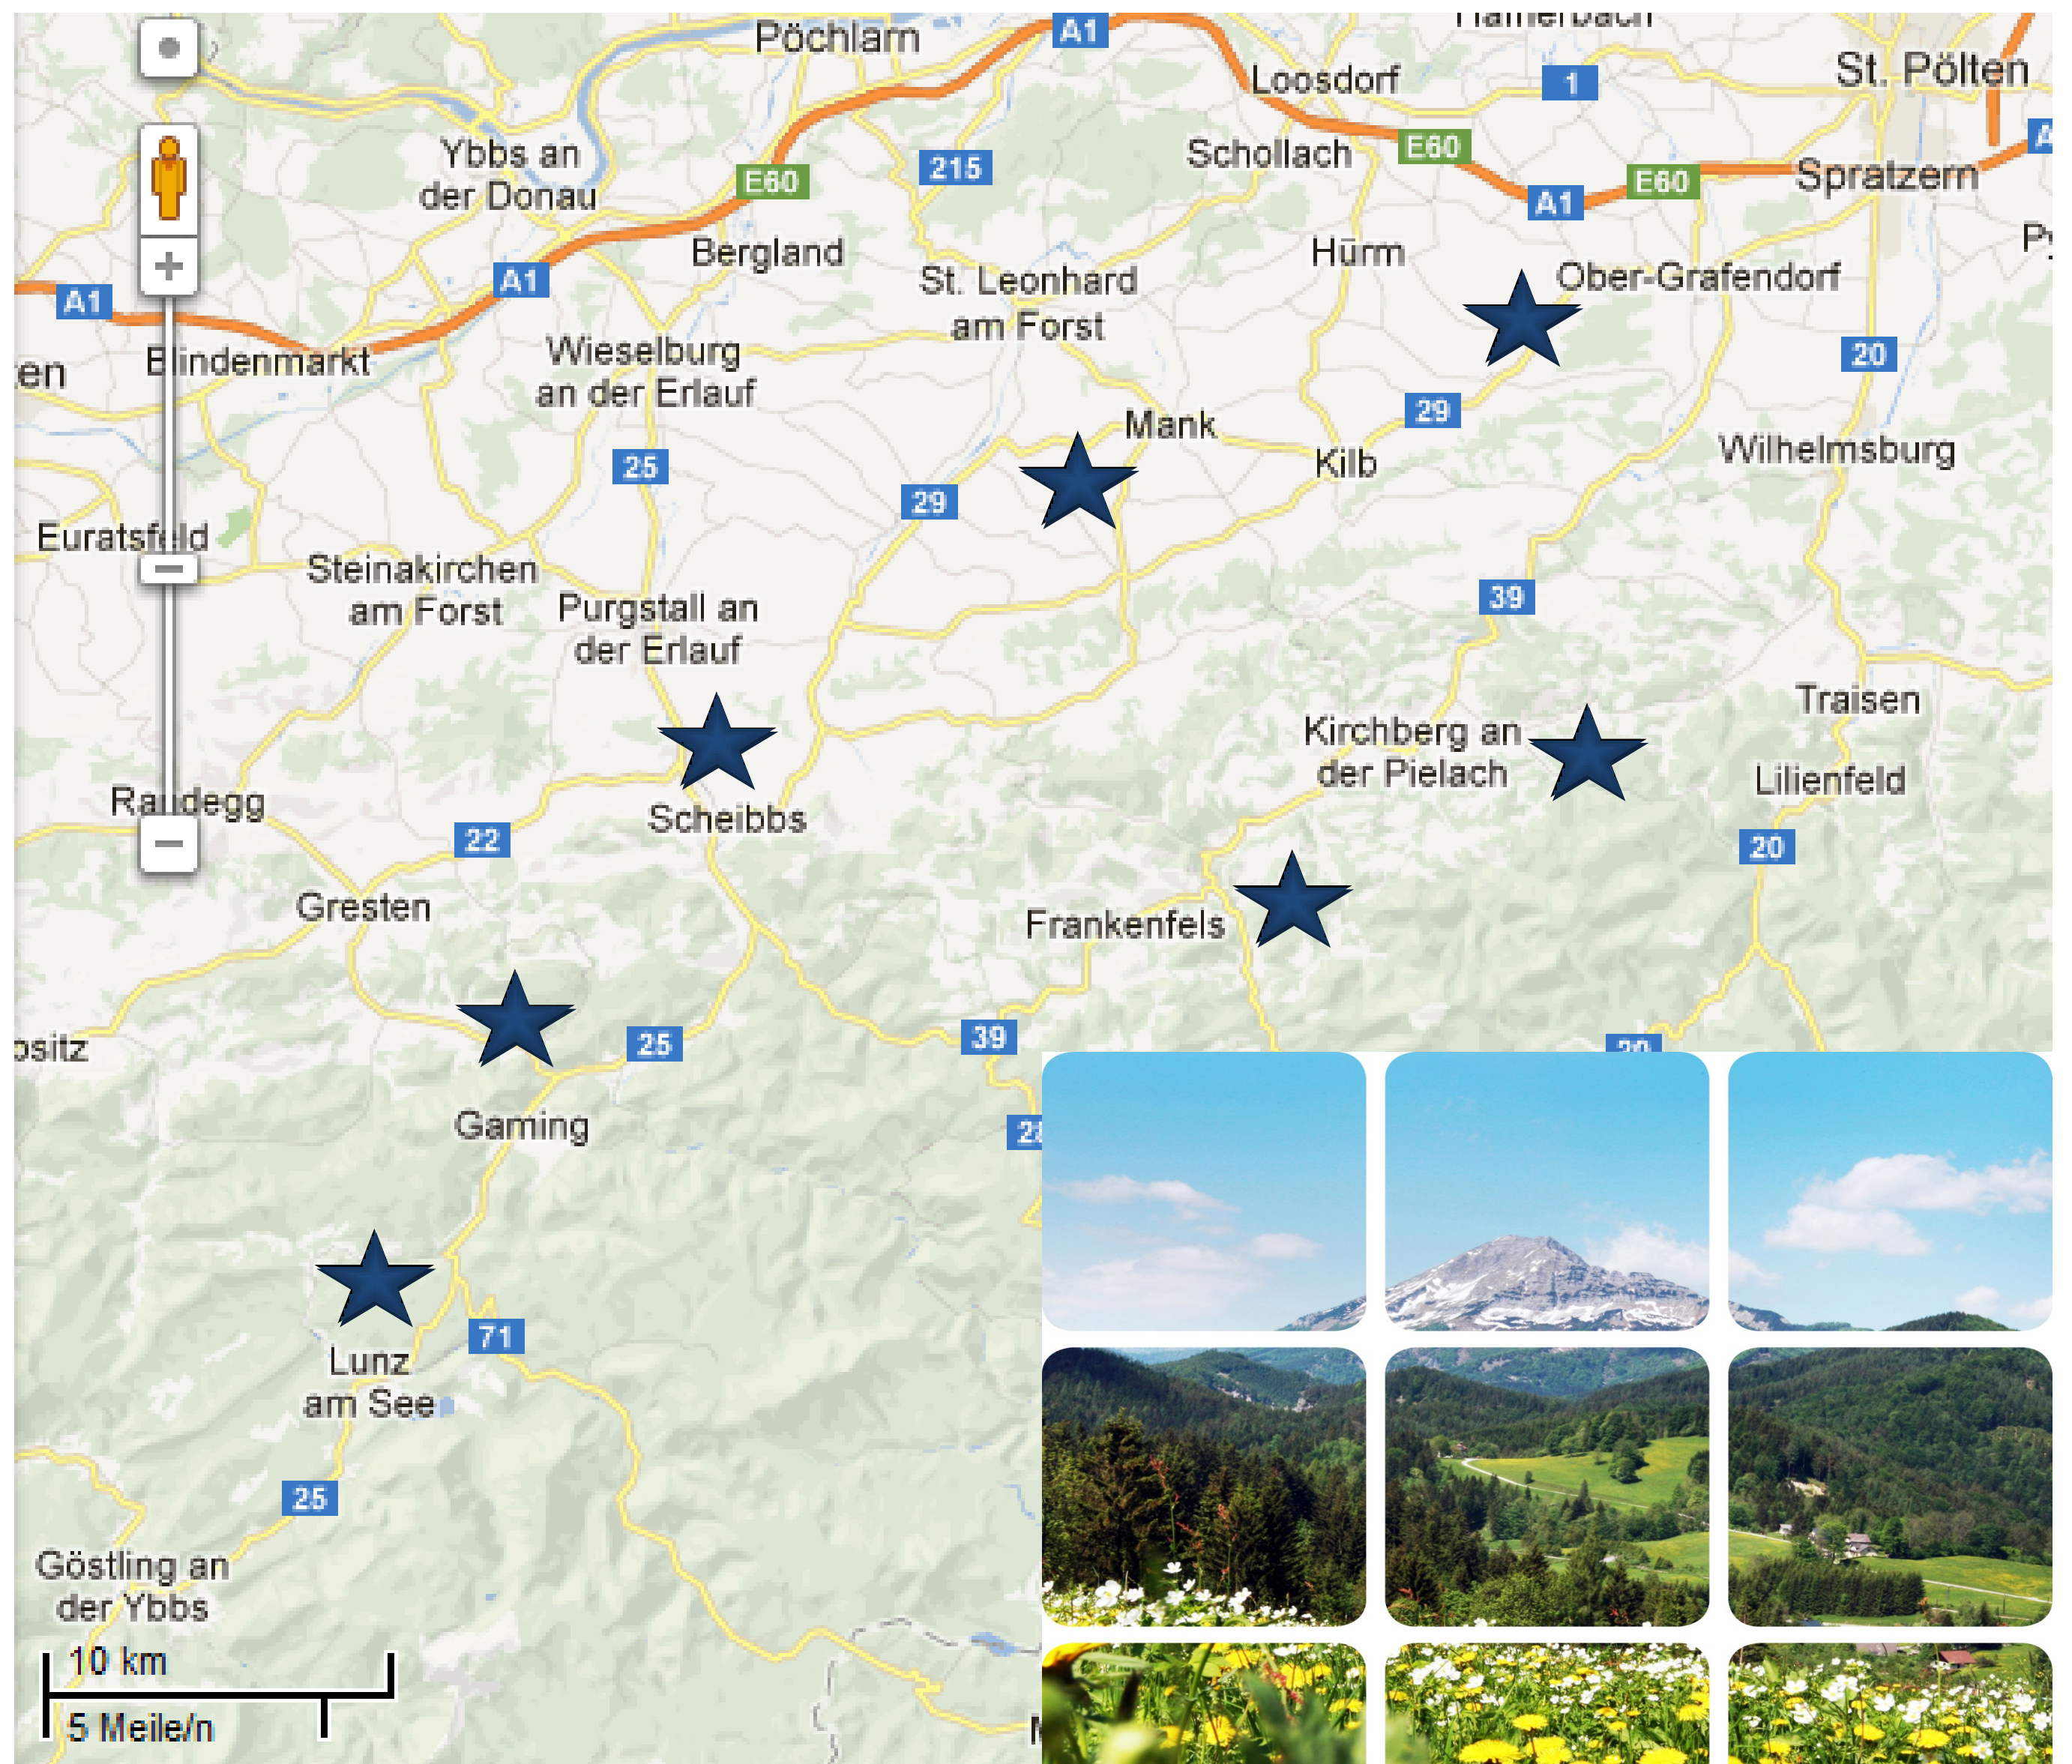 Pöchlarn
A1
Loosdorf
1
St. Pölten
Ybbs an
der Donau
E60
215
Schollach
E60
A1
E60
Spratzern
Bergland
A1
A1
St. Leonhard
am Forst
Hürm
Ober-Grafendorf
Blindenmarkt
Wieselburg
an der Erlauf
20
29
Mank
Kilb
Wilhelmsburg
25
29
Euratsfeld
Steinakirchen
am Forst
Purgstall an
der Erlauf
39
Kirchberg an
der Pielach
Traisen
Lilienfeld
Randegg
Scheibbs
22
20
Gresten
Frankenfels
25
39
20
Gaming
71
Lunz
am See
25
Göstling an
der Ybbs
10 km
5 Meile/n